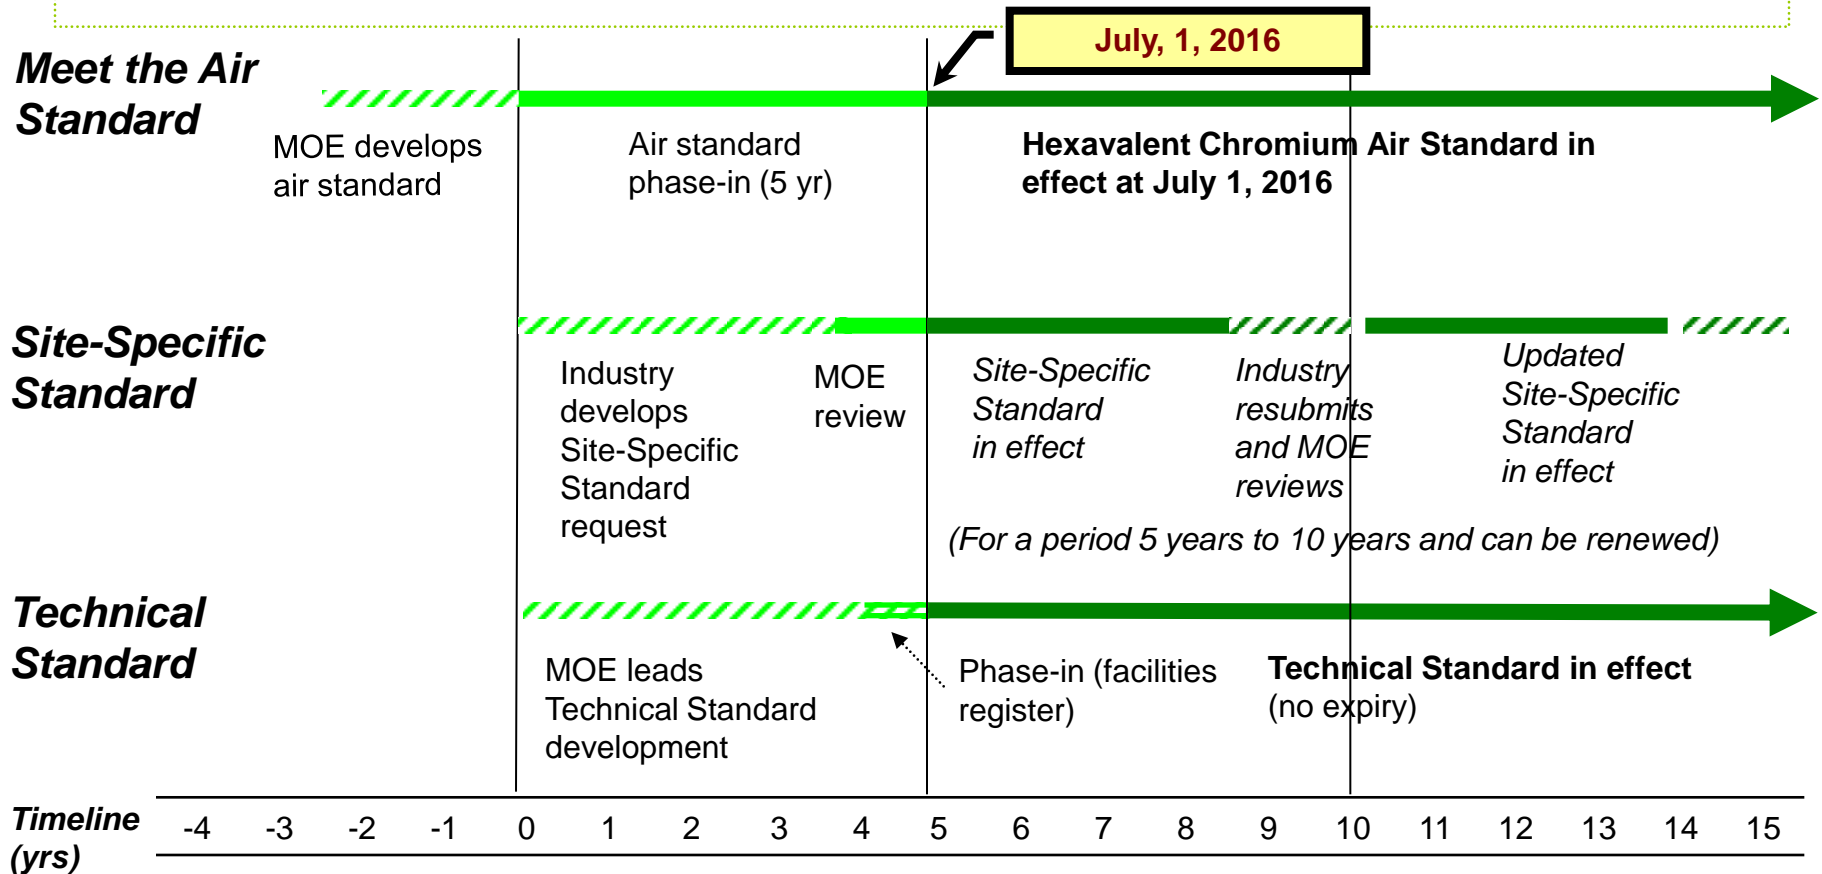 July, 1, 2016
Meet the Air
Standard
MOE develops
air standard
Air standard
phase-in (5 yr)
Hexavalent Chromium Air Standard in
effect at July 1, 2016
Site-Specific
Standard
Industry
develops
Site-Specific
Standard
request
MOE
review
Site-Specific
Standard
in effect
Industry
resubmits
and MOE
reviews
Updated
Site-Specific
Standard
in effect
(For a period 5 years to 10 years and can be renewed)
Technical
Standard
MOE leads
Technical Standard
development
Phase-in (facilities
register)
Technical Standard in effect
(no expiry)
Timeline
(yrs)
-4 -3 -2 -1 0 1 2 3 4 5 6 7 8 9 10 11 12 13 14 15